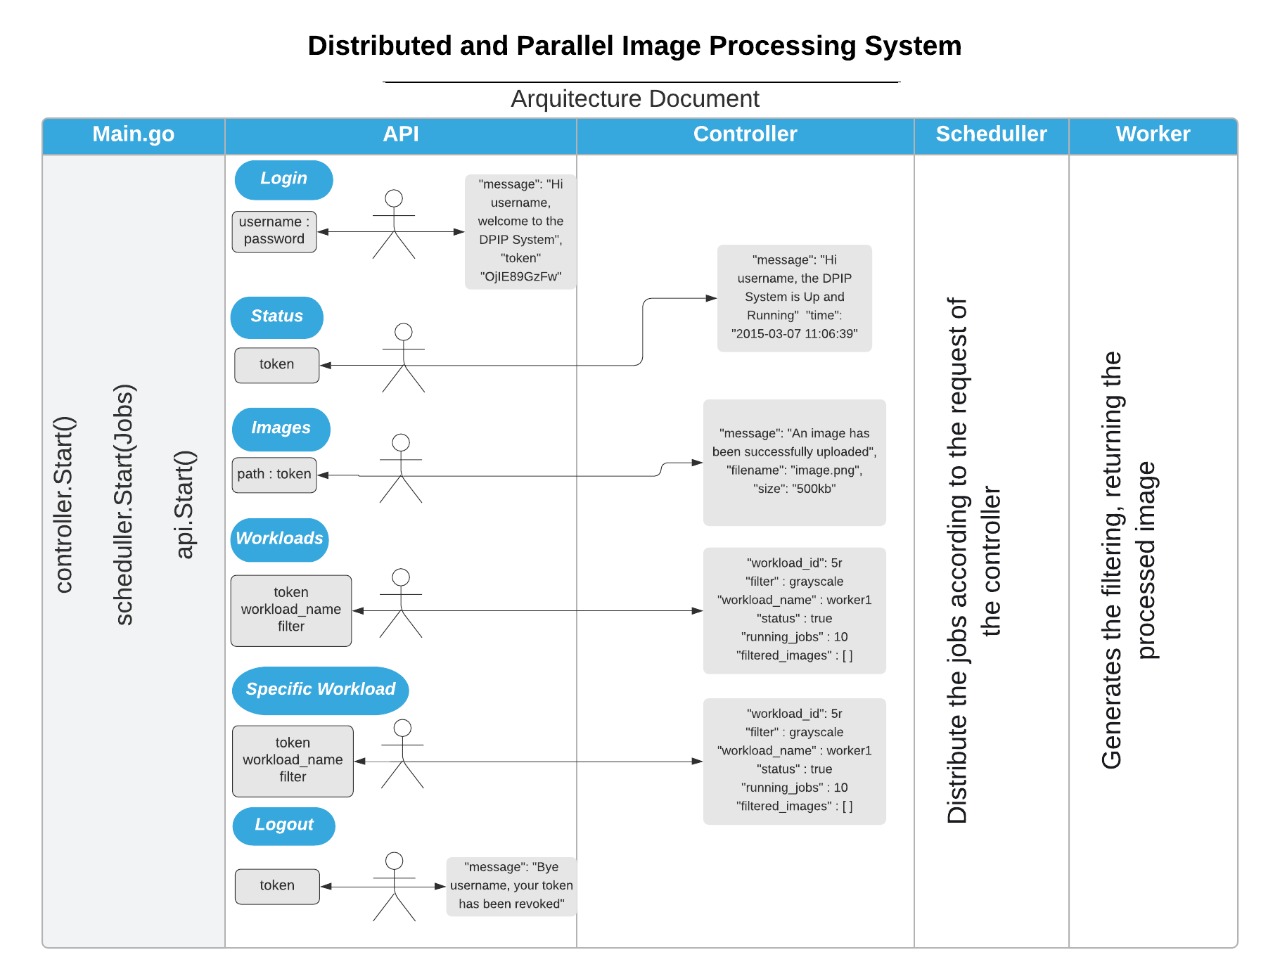 Distributed and Parallel Image Processing System
Arquitecture Document
Main.go
API
Controller
Scheduller
Worker
controller.Start()
scheduller.Start(Jobs)
api.Start()
Login
username :
password
"message": "Hi
username,
welcome to the
DPIP System",
"token"
"OjIE89GzFw"
Status
token
"message": "Hi
username, the DPIP
System is Up and
Running"  "time":
"2015-03-07 11:06:39"
Images
path : token
"message": "An image has
been successfully uploaded",
"filename": "image.png",
"size": "500kb"
Workloads
token
workload_name
filter
"workload_id": 5r
"filter" : grayscale
"workload_name" : worker1
"status" : true
"running_jobs" : 10
"filtered_images" : [ ]
Specific Workload
token
workload_name
filter
"workload_id": 5r
"filter" : grayscale
"workload_name" : worker1
"status" : true
"running_jobs" : 10
"filtered_images" : [ ]
Logout
token
"message": "Bye
username, your token
has been revoked"
Distribute the jobs according to the request of
the controller
Generates the filtering, returning the
processed image